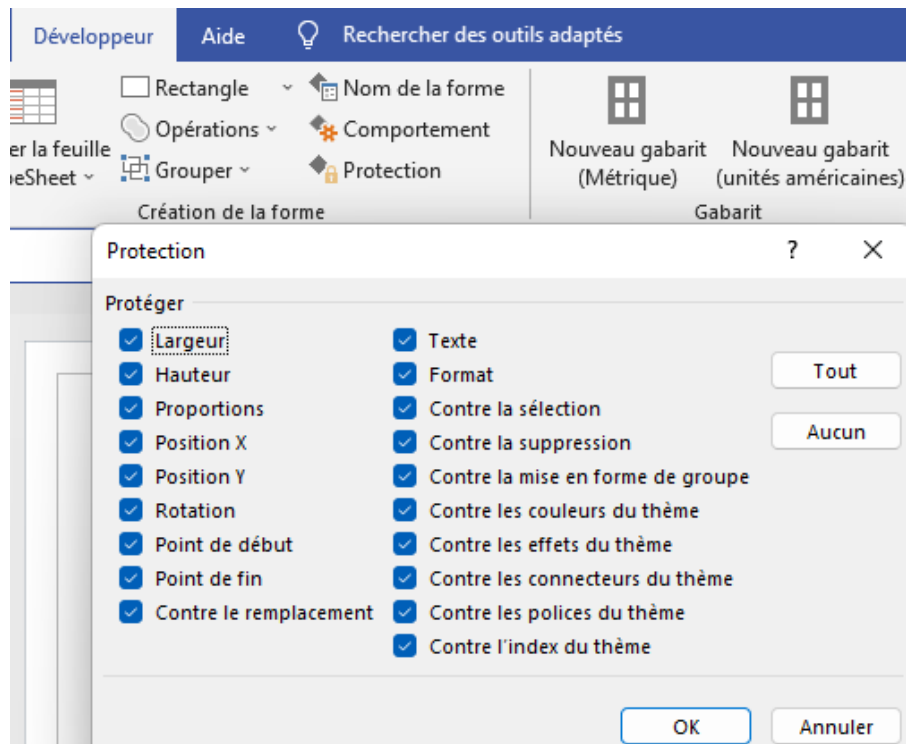 Développeur Aide Rechercher des outils adaptés
Rectangle Nom de la forme
Opérations Comportement
er la feuille
Grouper Protection
eSheet
Nouveau gabarit Nouveau gabarit
(Métrique) (unités américaines)
Création de la forme Gabarit
Protection ?
Protéger
Largeur Texte
Hauteur Format
Proportions Contre la sélection
Position X Contre la suppression
Position Y Contre la mise en forme de groupe
Rotation Contre les couleurs du thème
Point de début Contre les effets du thème
Point de fin Contre les connecteurs du thème
Contre le remplacement Contre les polices du thème
Contre l'index du thème
Tout
Aucun
OK Annuler